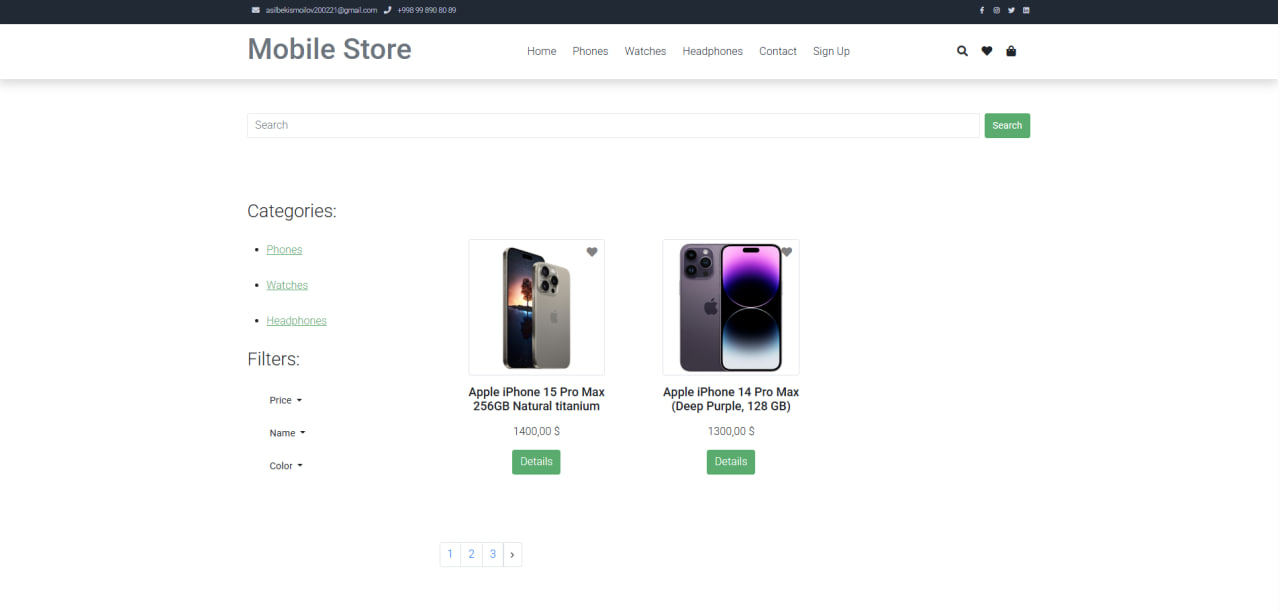 asilbekismoilov200221@gmail.com +998 99 890 80 89
Mobile Store
Home Phones Watches Headphones Contact Sign Up
Search
Search
Categories:
Phones
Watches
Headphones
Filters:
Price
Name
Color
Apple iPhone 15 Pro Max
256GB Natural titanium
1400,00 $
Details
Apple iPhone 14 Pro Max
(Deep Purple, 128 GB)
1300,00 $
Details
1 2 3 ›